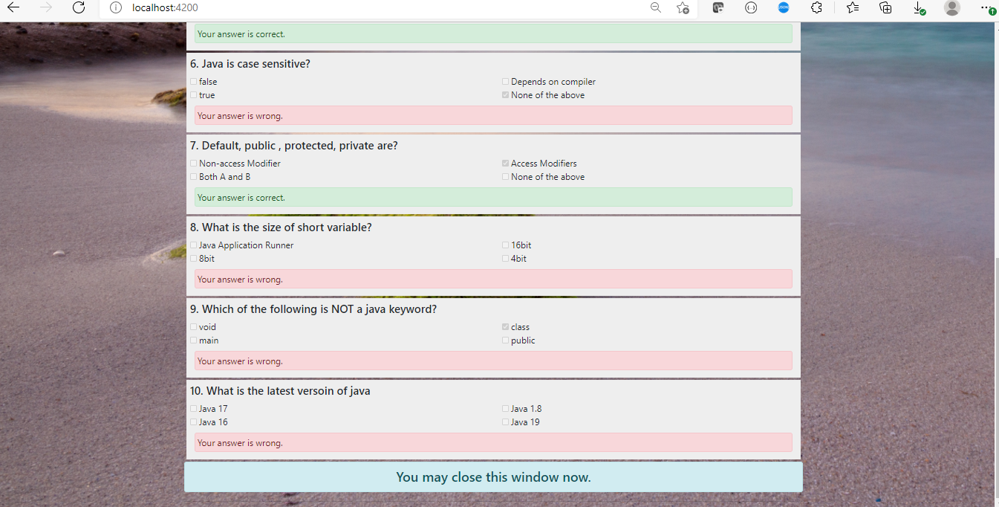 localhost:4200
Your answer is correct.
6. Java is case sensitive?
false
Depends on compiler
true
None of the above
Your answer is wrong.
7. Default, public , protected, private are?
Non-access Modifier
Access Modifiers
Both A and B
None of the above
Your answer is correct.
8. What is the size of short variable?
Java Application Runner
16bit
8bit
4bit
Your answer is wrong.
9. Which of the following is NOT a java keyword?
void
class
main
public
Your answer is wrong.
10. What is the latest versoin of java
Java 17
Java 1.8
Java 16
Java 19
Your answer is wrong.
You may close this window now.